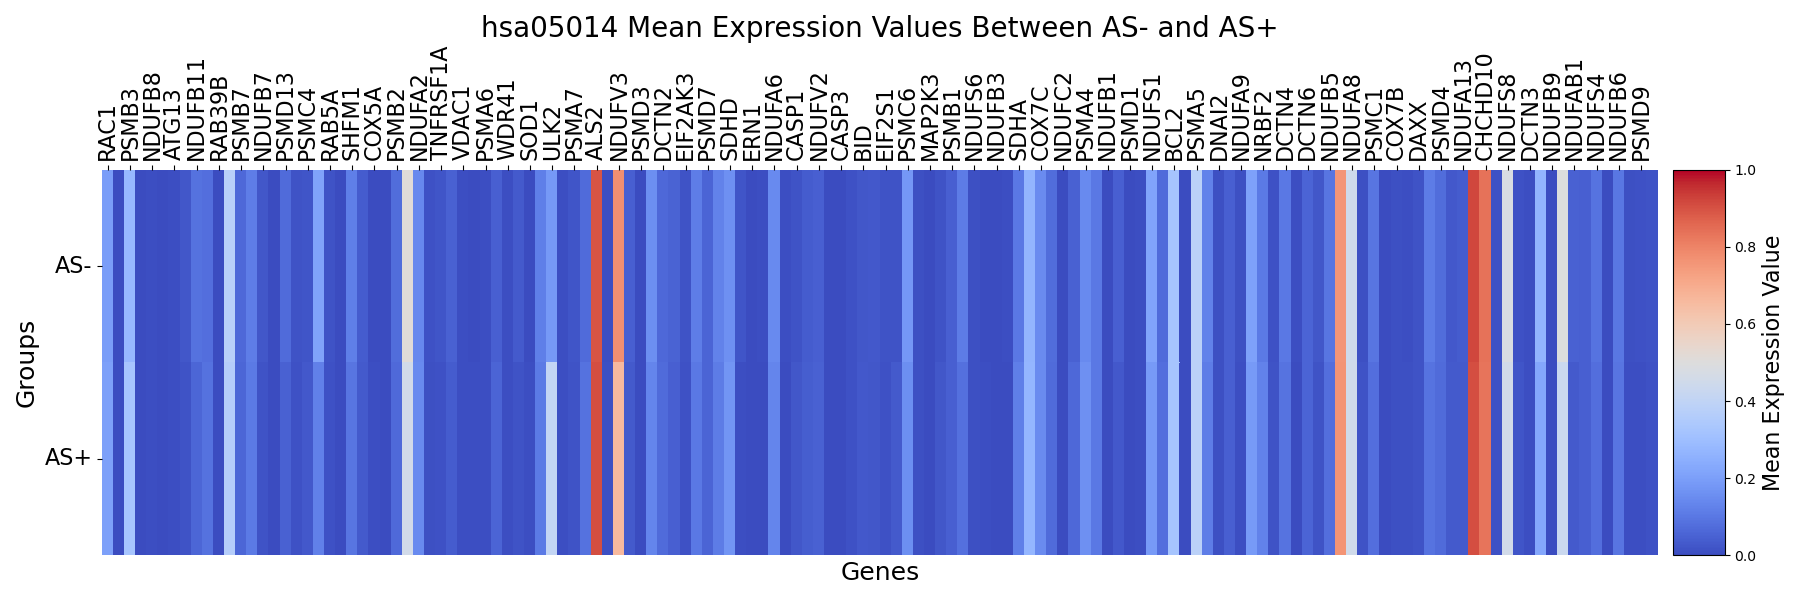 hsa05014 Mean Expression Values Between AS- and AS+
RAC1
PSMB3
NDUFB8
ATG13
NDUFB11
RAB39B
PSMB7
NDUFB7
PSMD13
PSMC4
RAB5A
SHFM1
COX5A
PSMB2
NDUFA2
TNFRSF1A
VDAC1
PSMA6
WDR41
SOD1
ULK2
PSMA7
ALS2
NDUFV3
PSMD3
DCTN2
EIF2AK3
PSMD7
SDHD
ERN1
NDUFA6
CASP1
NDUFV2
CASP3
BID
EIF2S1
PSMC6
MAP2K3
PSMB1
NDUFS6
NDUFB3
SDHA
COX7C
NDUFC2
PSMA4
NDUFB1
PSMD1
NDUFS1
BCL2
PSMA5
DNAI2
NDUFA9
NRBF2
DCTN4
DCTN6
NDUFB5
NDUFA8
PSMC1
COX7B
DAXX
PSMD4
NDUFA13
CHCHD10
NDUFS8
DCTN3
NDUFB9
NDUFAB1
NDUFS4
NDUFB6
PSMD9
AS-
AS+
Groups
Genes
1.0
0.8
0.6
0.4
0.2
0.0
Mean Expression Value